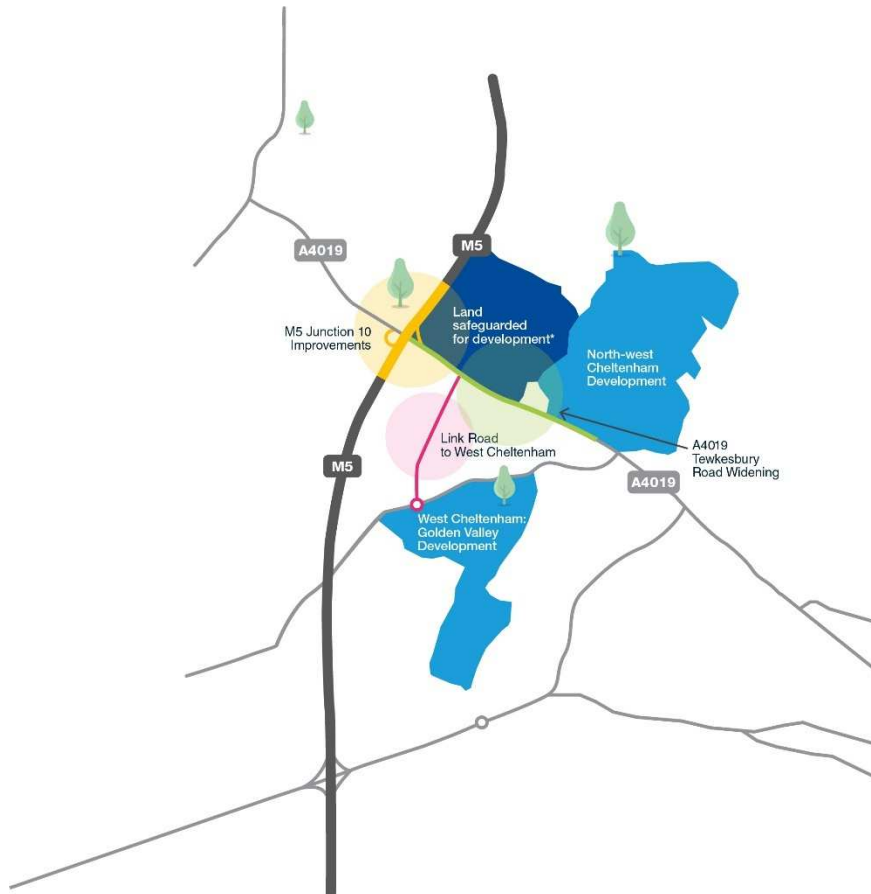 A4019
M5
M5 Junction 10
Improvements
Land
safeguarded
for development*
North-west
Cheltenham
Development
Link Road
to West Cheltenham
A4019
Tewkesbury
Road Widening
M5
A4019
West Cheltenham:
Golden Valley
Development